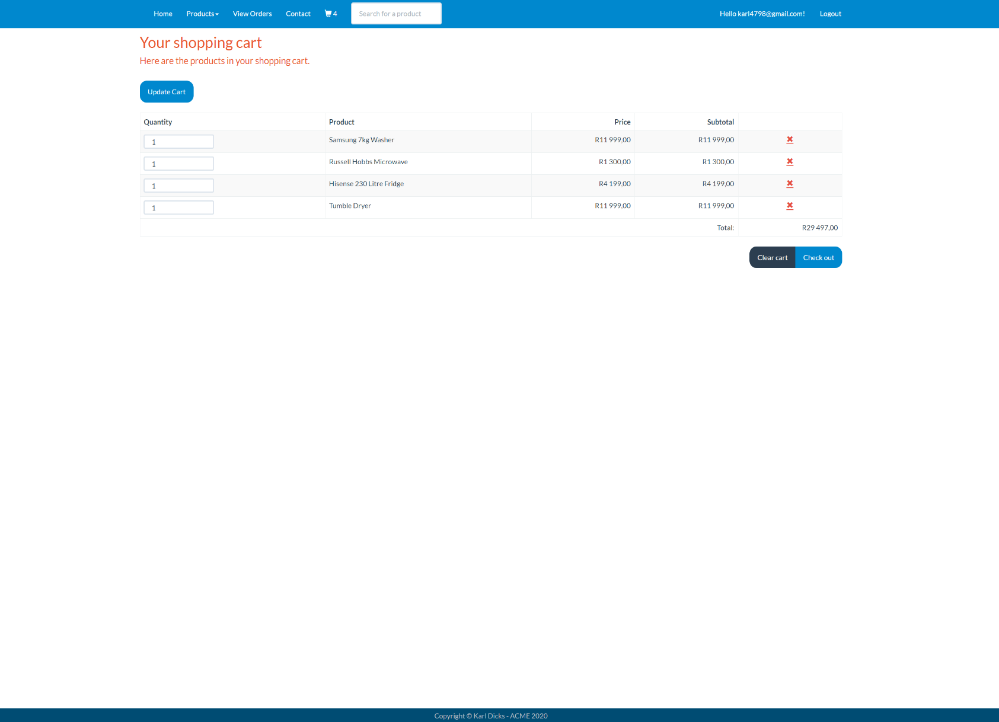 Home Products View Orders Contact 4 Search for a product Hello karl4798@gmail.com! Logout
Your shopping cart
Here are the products in your shopping cart.
Update Cart
Quantity Product Price Subtotal
1 Samsung 7kg Washer R11 999,00 R11 999,00
1 Russell Hobbs Microwave R1 300,00 R1 300,00
1 Hisense 230 Litre Fridge R4 199,00 R4 199,00
1 Tumble Dryer R11 999,00 R11 999,00
Total: R29 497,00
Clear cart Check out
Copyright © Karl Dicks - ACME 2020